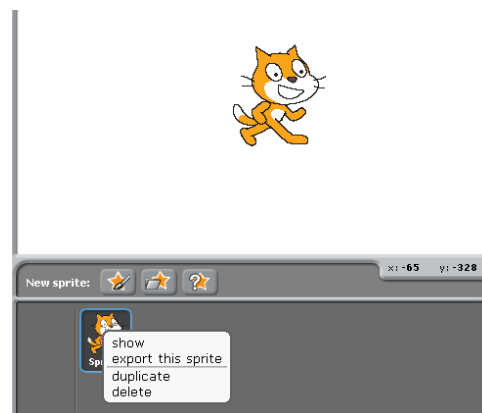 x: -65 y: -328
New sprite:
show
export this sprite
duplicate
delete